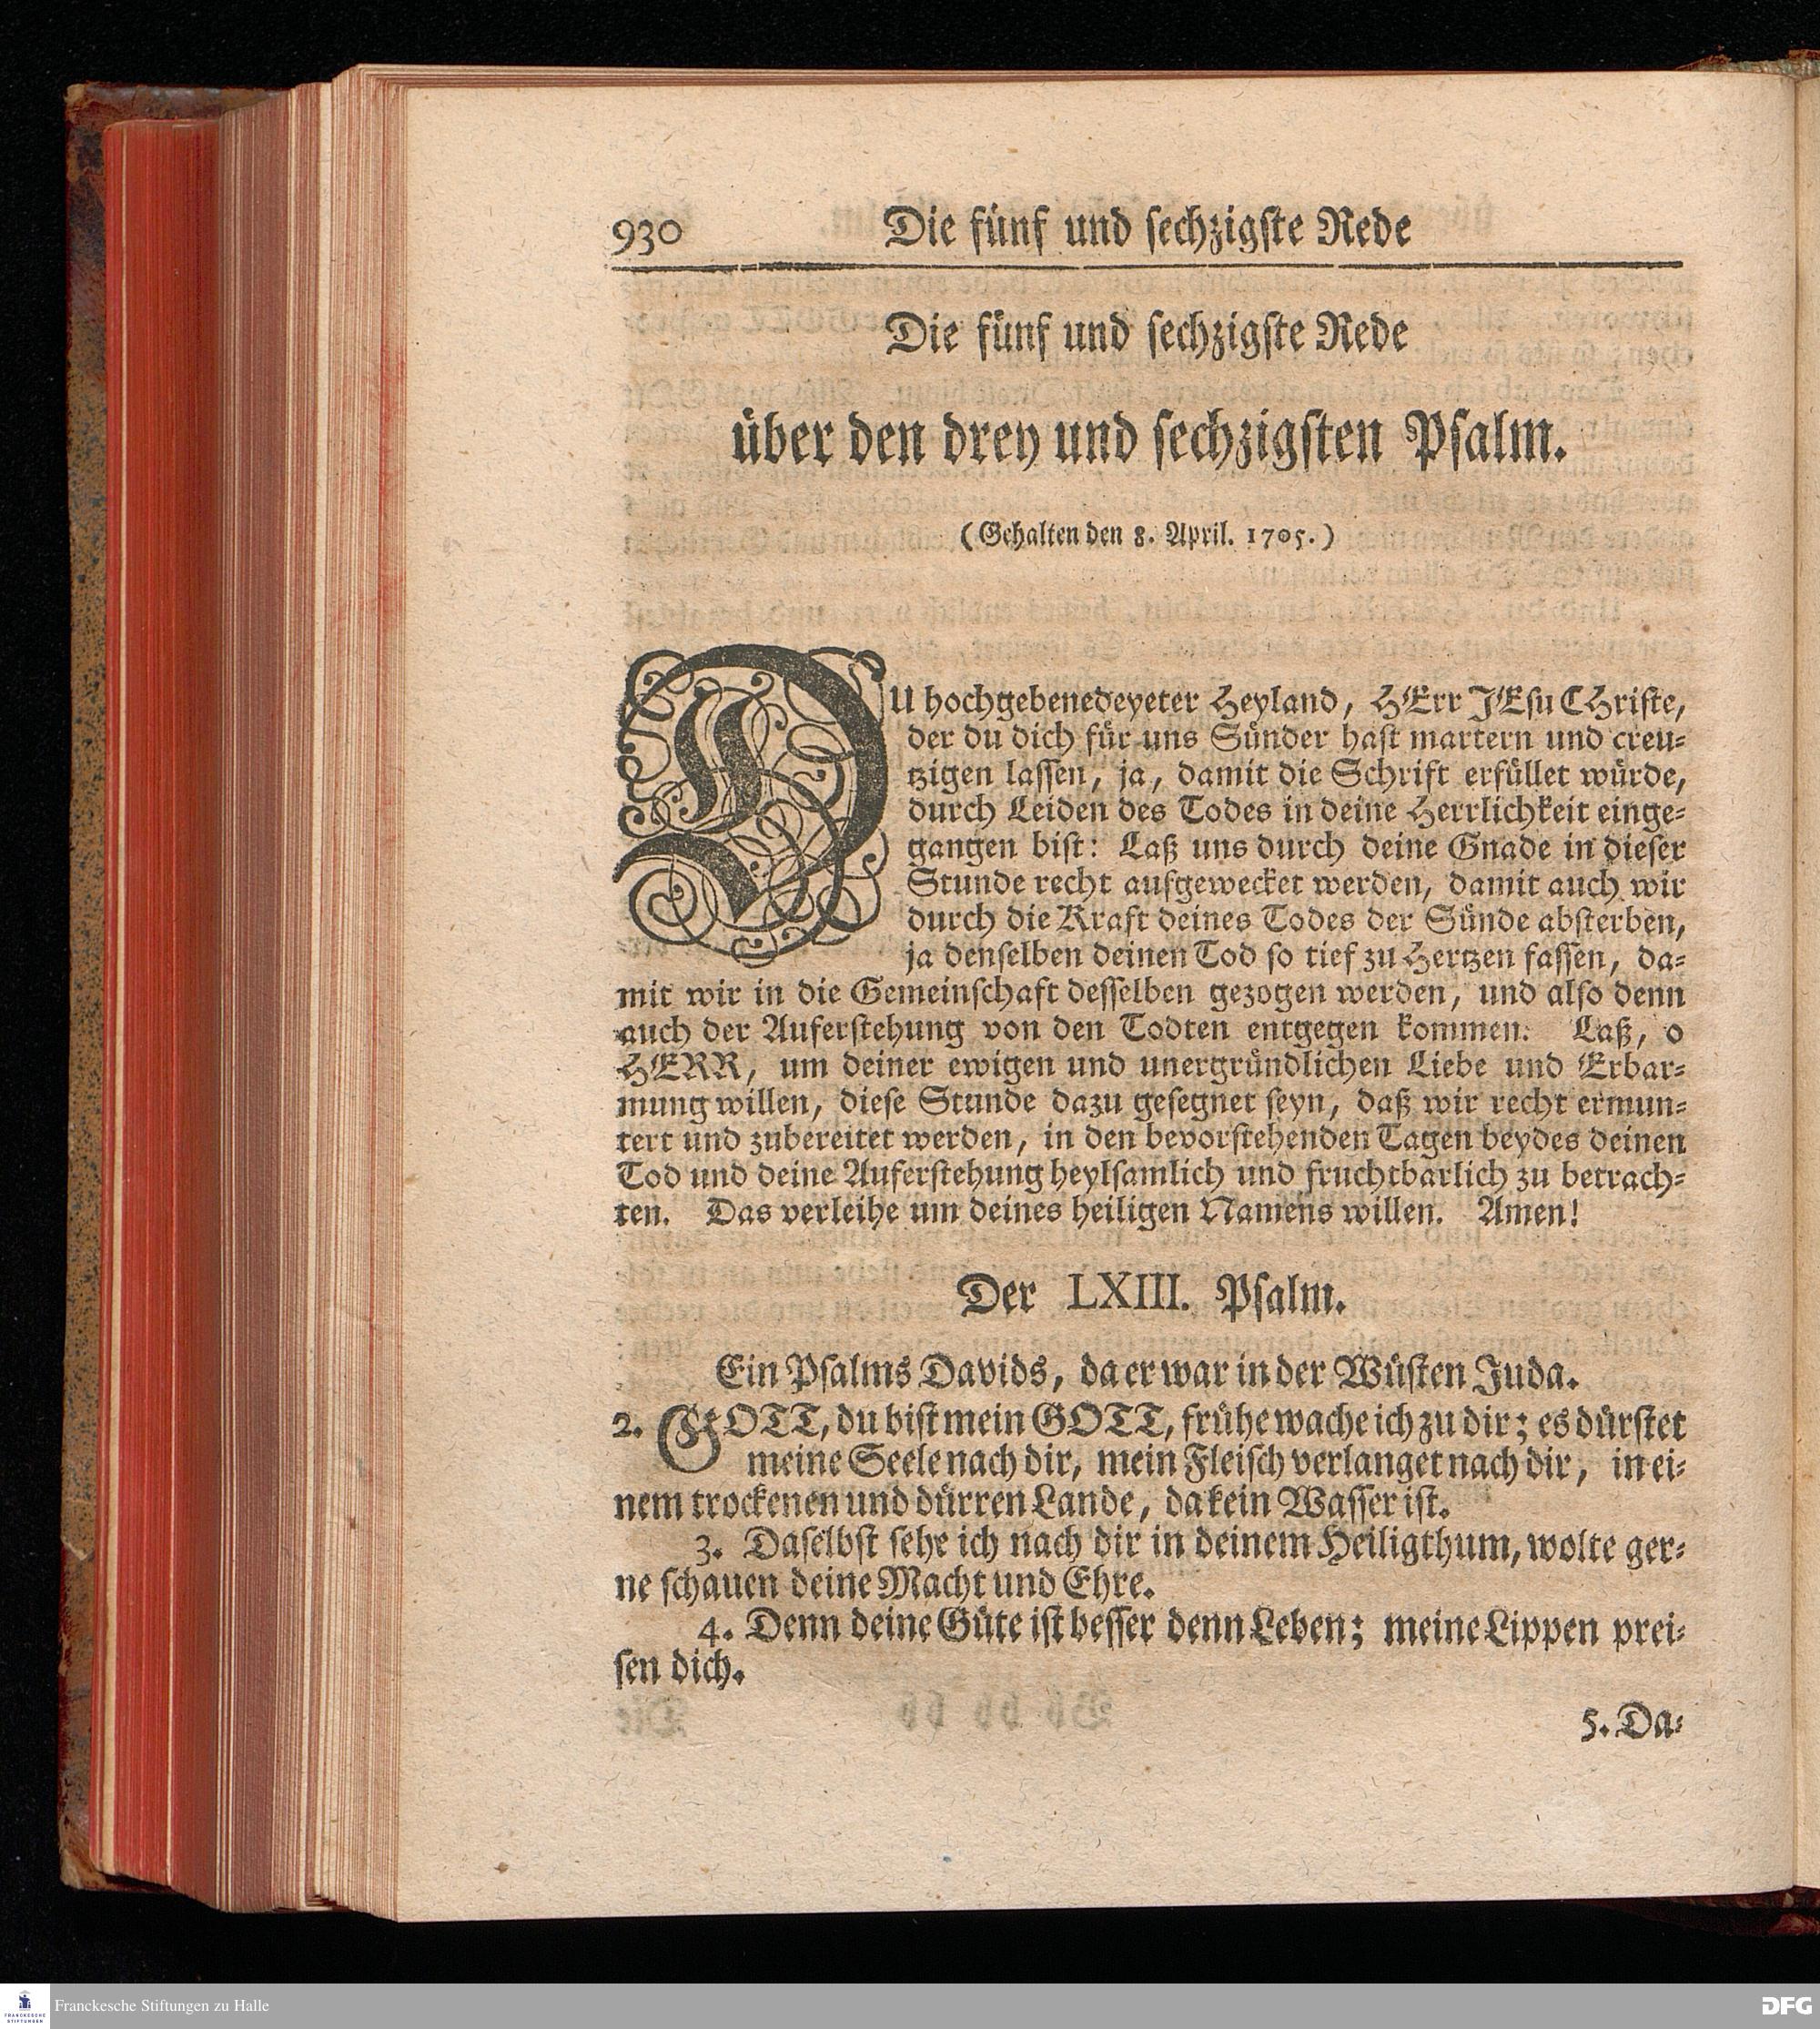 930 Die fünf und sechzigste Rede
Die fünf und sechzigste Rede
über den drey und sechzigsten Psalm.
(Gehalten den 8. April. 1705.)
DU hochgebenedeyeter Heyland, HErr JEsu CHriste,
der du dich für uns Sünder hast martern und creu-
tzigen lassen, ja, damit die Schrift erfüllet würde,
durch Leiden des Todes in deine Herrlichkeit einge-
gangen bist: Laß uns durch deine Gnade in dieser
Stunde recht aufgewecket werden, damit auch wir
durch die Kraft deines Todes der Sünde absterben,
ja denselben deinen Tod so tief zu Hertzen fassen, da-
mit wir in die Gemeinschaft desselben gezogen werden, und also denn
auch der Auferstehung von den Todten entgegen kommen. Laß, o
HERR, um deiner ewigen und unergründlichen Liebe und Erbar-
mung willen, diese Stunde dazu gesegnet seyn, daß wir recht ermun-
tert und zubereitet werden, in den bevorstehenden Tagen beydes deinen
Tod und deine Auferstehung heylsamlich und fruchtbarlich zu betrach-
ten. Das verleihe um deines heiligen Namens willen. Amen!
Der LXIII. Psalm.
Ein Psalms Davids, da er war in der Wüsten Juda.
2. GOTT, du bist mein GOTT, frühe wache ich zu dir; es dürstet
meine Seele nach dir, mein Fleisch verlanget nach dir, in ei-
nem trockenen und dürren Lande, da kein Wasser ist.
3. Daselbst sehe ich nach dir in deinem Heiligthum, wolte ger-
ne schauen deine Macht und Ehre.
4. Denn deine Güte ist besser denn Leben; meine Lippen prei-
sen dich.
5. Da-
FRANCKESCHE
STIFTUNGEN
Franckesche Stiftungen zu Halle
DFG